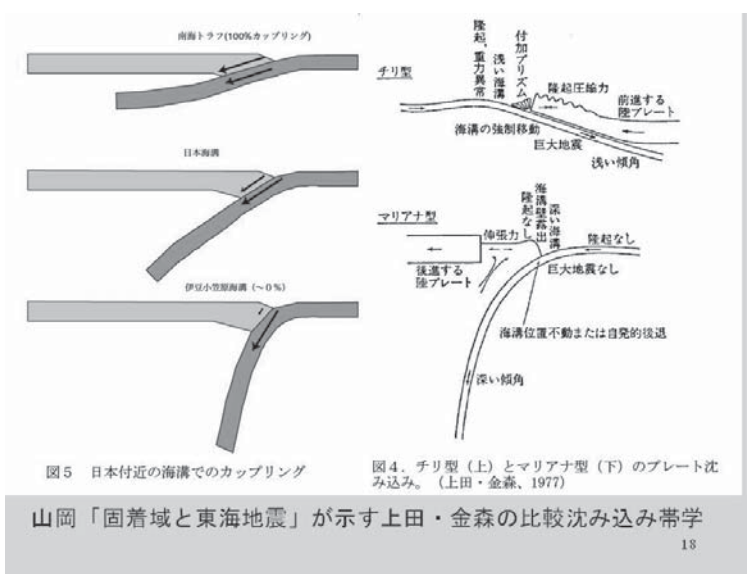 南海トラフ(100%カップリング)
日本海溝
伊豆小笠原海溝(~0%)
図5 日本付近の海溝でのカップリング
チリ型
隆起,重力異常
浅い海溝
付加プリズム
隆起圧縮力
前進する
陸プレート
海溝の強制移動
巨大地震
浅い傾角
マリアナ型
伸張力
隆起なし
海溝壁露出
深い海溝
隆起なし
後進する
陸プレート
巨大地震なし
海溝位置不動または自発的後退
深い傾角
図4.チリ型(上)とマリアナ型(下)のプレート沈
み込み。(上田・金森、1977)
山岡「固着域と東海地震」が示す上田・金森の比較沈み込み帯学
18